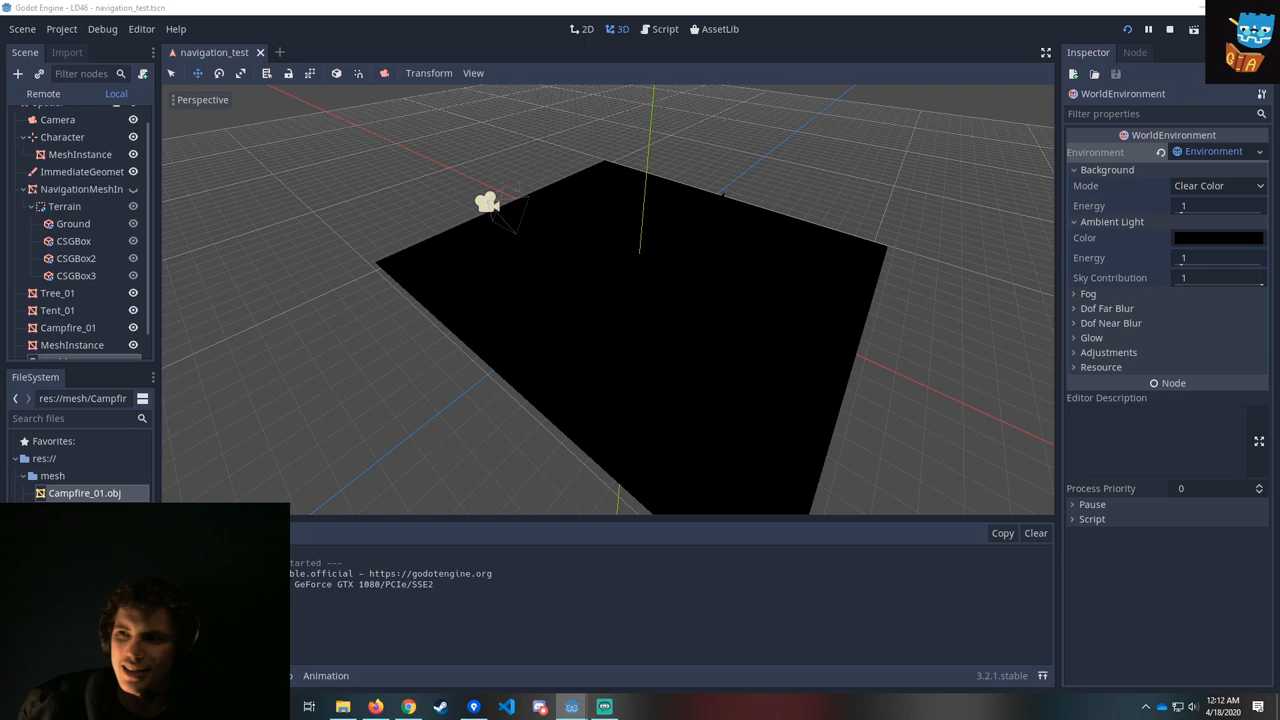 Godot Engine - LD46 - navigation_test.tscn
Scene Project Debug Editor Help
2D 3D Script AssetLib
Scene Import
navigation_test
Inspector Node
Filter nodes
Transform View
Remote Local
WorldEnvironment
Perspective
Filter properties
Camera
Character
MeshInstance
ImmediateGeomet
NavigationMeshIn
Terrain
Ground
CSGBox
CSGBox2
CSGBox3
Tree_01
Tent_01
Campfire_01
MeshInstance
WorldEnvironment
Environment Environment
Background
Mode Clear Color
Energy 1
Ambient Light
Color
Energy 1
Sky Contribution 1
Fog
Dof Far Blur
Dof Near Blur
Glow
Adjustments
Resource
Node
Editor Description
Process Priority 0
Pause
Script
FileSystem
res://mesh/Campfir
Search files
Favorites:
res://
mesh
Campfire_01.obj
Copy Clear
tarted ---
ble.official - https://godotengine.org
GeForce GTX 1080/PCIe/SSE2
Animation
3.2.1.stable
12:12 AM
4/18/2020
Q A